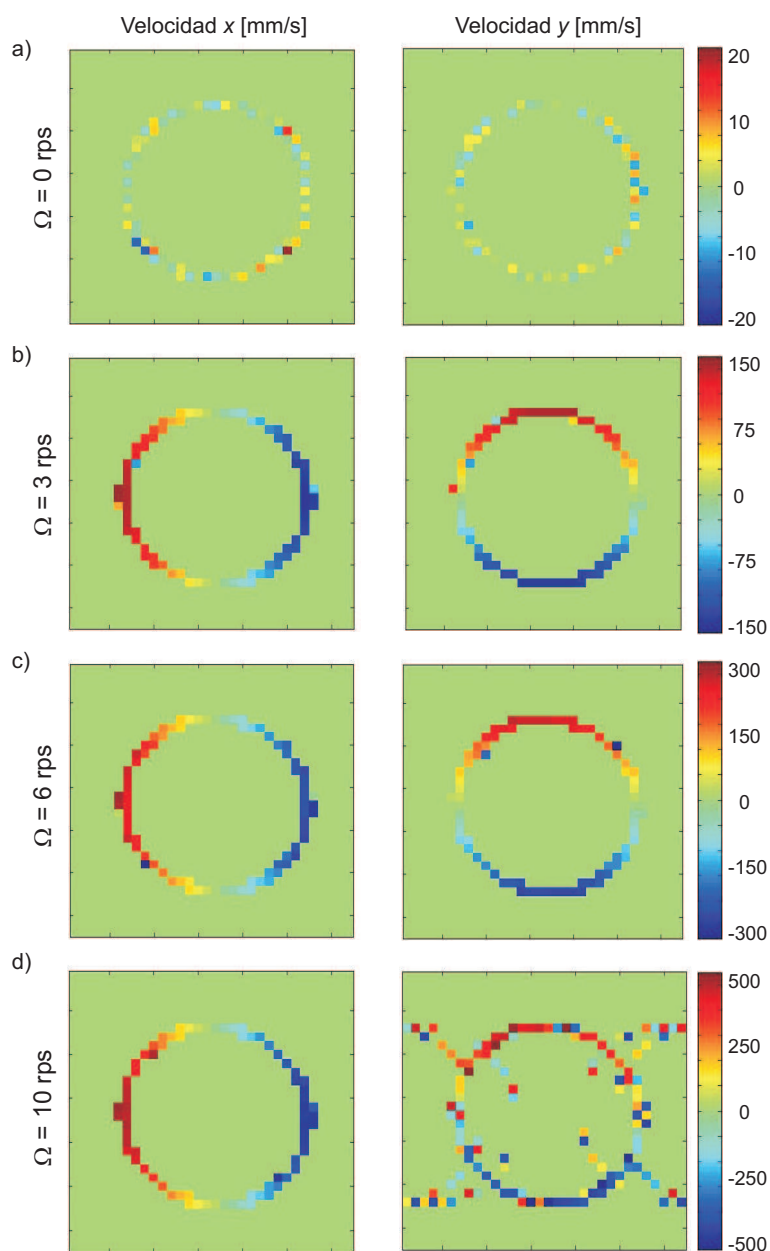 Velocidad x [mm/s]
Velocidad y [mm/s]
a)
Ω = 0 rps
20
10
0
-10
-20
b)
Ω = 3 rps
150
75
0
-75
-150
c)
Ω = 6 rps
300
150
0
-150
-300
d)
Ω = 10 rps
500
250
0
-250
-500